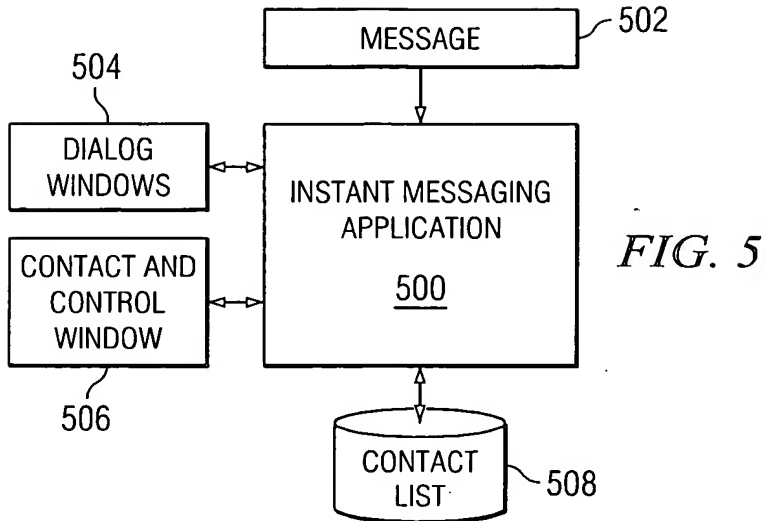 MESSAGE
502
504
DIALOG
WINDOWS
INSTANT MESSAGING
APPLICATION
500
CONTACT AND
CONTROL
WINDOW
506
FIG. 5
CONTACT
LIST
508